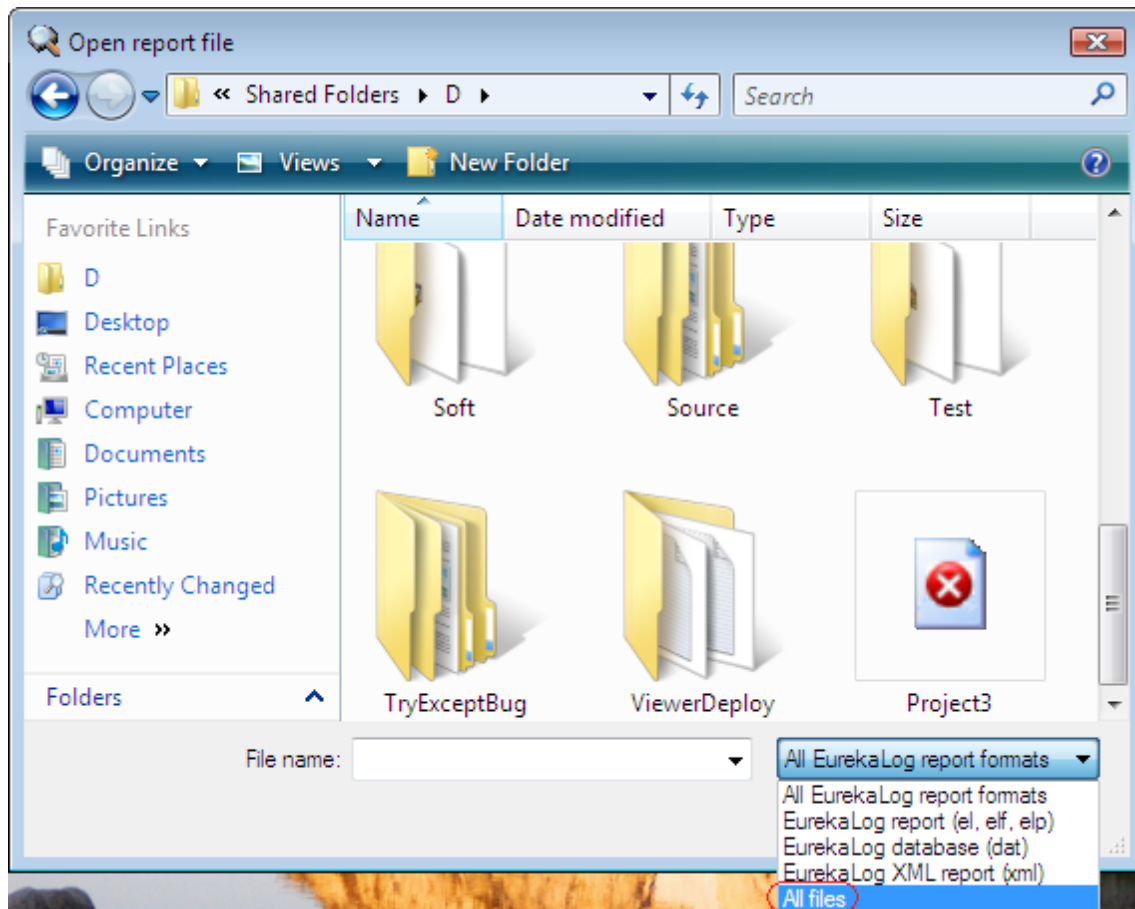 Open report file
« Shared Folders D
Search
Organize Views New Folder
Favorite Links
D
Desktop
Recent Places
Computer
Documents
Pictures
Music
Recently Changed
More »
Folders
Name Date modified Type Size
Soft Source Test
TryExceptBug ViewerDeploy Project3
File name:
All EurekaLog report formats
All EurekaLog report formats
EurekaLog report (el, elf, elp)
EurekaLog database (dat)
EurekaLog XML report (xml)
All files